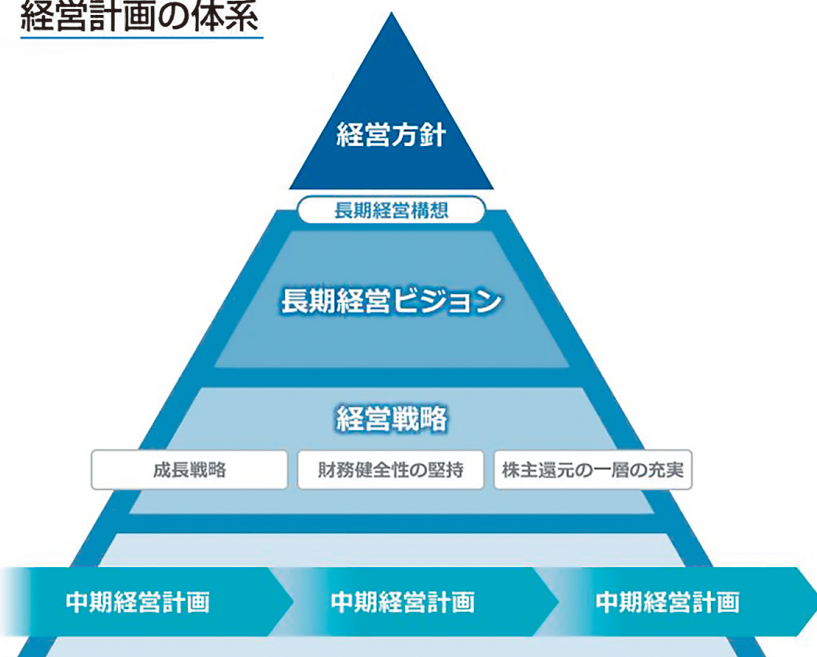 経営計画の体系
経営方針
長期経営構想
長期経営ビジョン
経営戦略
成長戦略
財務健全性の堅持
株主還元の一層の充実
中期経営計画
中期経営計画
中期経営計画